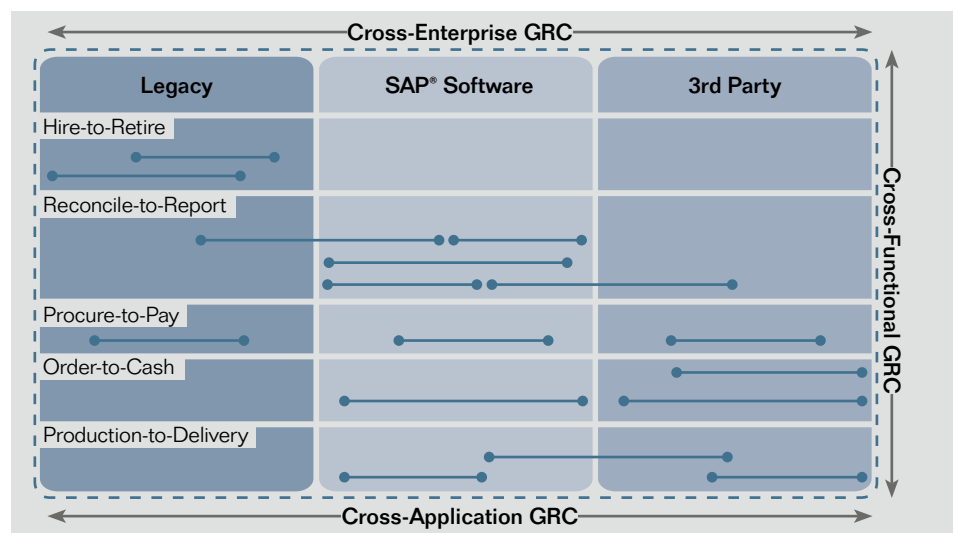 Cross-Enterprise GRC
Legacy
SAP® Software
3rd Party
Hire-to-Retire
Reconcile-to-Report
Procure-to-Pay
Order-to-Cash
Production-to-Delivery
Cross-Functional GRC
Cross-Application GRC